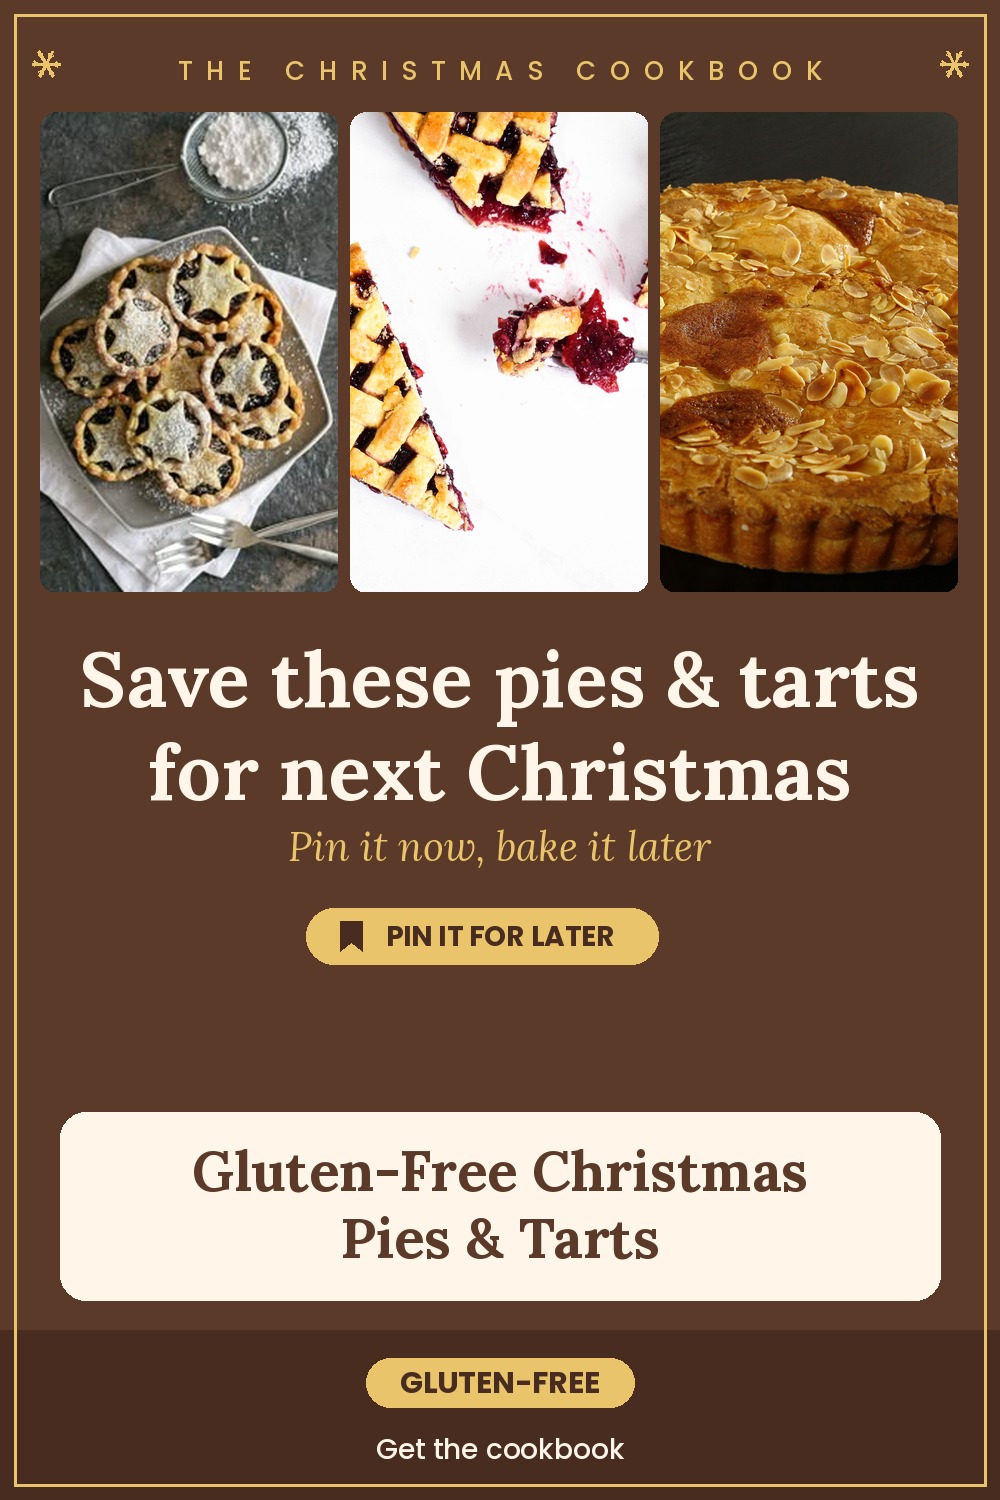 THE CHRISTMAS COOKBOOK
Save these pies & tarts
for next Christmas
Pin it now, bake it later
PIN IT FOR LATER
Gluten-Free Christmas
Pies & Tarts
GLUTEN-FREE
Get the cookbook